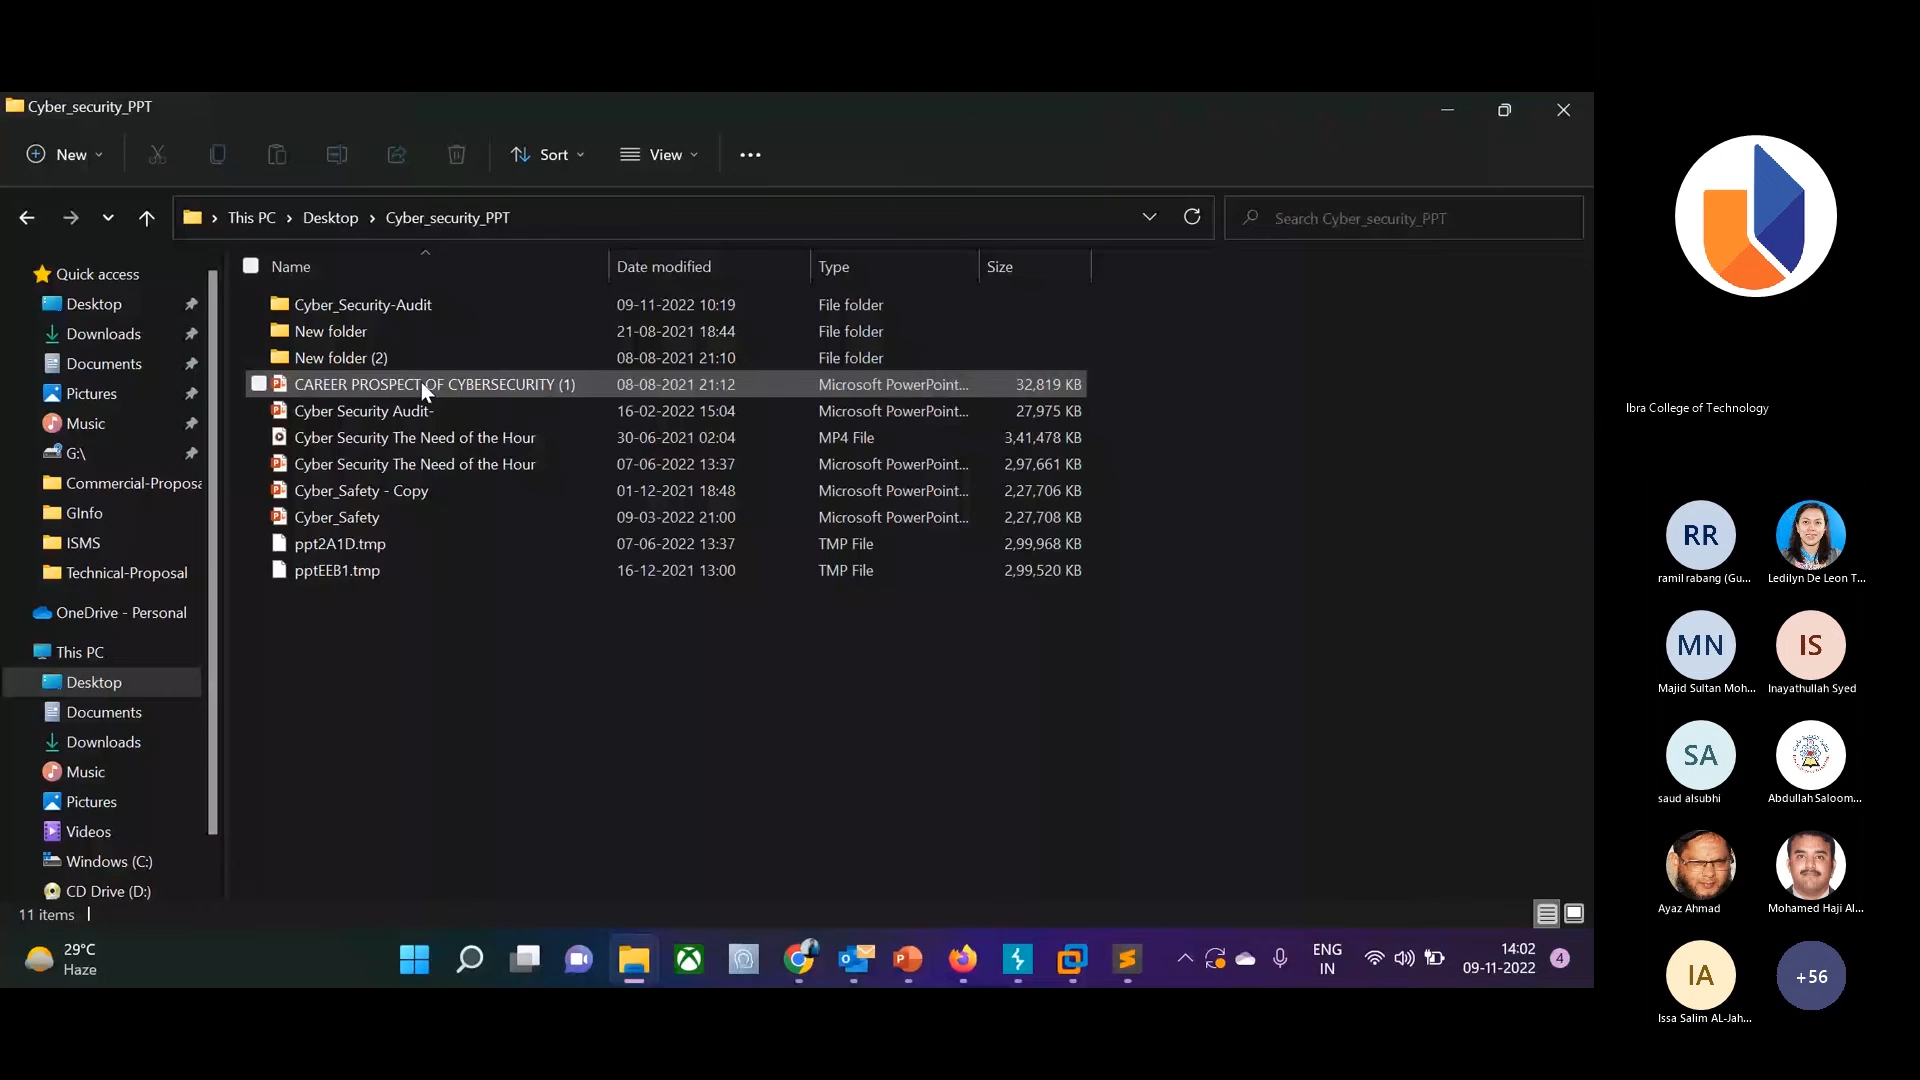 Cyber_security_PPT
New Sort View
This PC Desktop Cyber_security_PPT Search Cyber_security_PPT
Name Date modified Type Size
Cyber_Security-Audit 09-11-2022 10:19 File folder
New folder 21-08-2021 18:44 File folder
New folder (2) 08-08-2021 21:10 File folder
CAREER PROSPECT OF CYBERSECURITY (1) 08-08-2021 21:12 Microsoft PowerPoint... 32,819 KB
Cyber Security Audit- 16-02-2022 15:04 Microsoft PowerPoint... 27,975 KB
Cyber Security The Need of the Hour 30-06-2021 02:04 MP4 File 3,41,478 KB
Cyber Security The Need of the Hour 07-06-2022 13:37 Microsoft PowerPoint... 2,97,661 KB
Cyber_Safety - Copy 01-12-2021 18:48 Microsoft PowerPoint... 2,27,706 KB
Cyber_Safety 09-03-2022 21:00 Microsoft PowerPoint... 2,27,708 KB
ppt2A1D.tmp 07-06-2022 13:37 TMP File 2,99,968 KB
pptEEB1.tmp 16-12-2021 13:00 TMP File 2,99,520 KB
Quick access
Desktop
Downloads
Documents
Pictures
Music
G:\
Commercial-Proposa
GInfo
ISMS
Technical-Proposal
OneDrive - Personal
This PC
Desktop
Documents
Downloads
Music
Pictures
Videos
Windows (C:)
CD Drive (D:)
11 items
29°C
Haze
ENG
IN
14:02
09-11-2022
4
Ibra College of Technology
RR
ramil rabang (Gu...
Ledilyn De Leon T...
MN
Majid Sultan Moh...
IS
Inayathullah Syed
SA
saud alsubhi
Abdullah Saloom...
Ayaz Ahmad
Mohamed Haji Al...
IA
Issa Salim AL-Jah...
+56